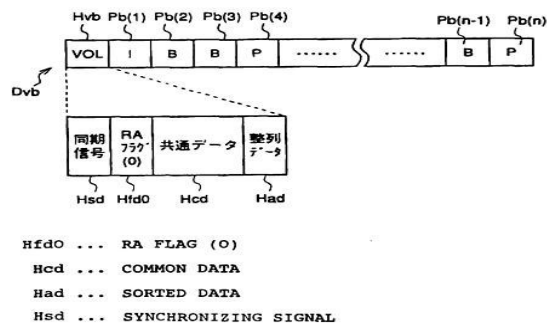 Hvb Pb(1) Pb(2) Pb(3) Pb(4) Pb(n-1) Pb(n)
VOL I B B P ...... ...... B P
Dvb
同期信号 RAフラグ(0) 共通データ 整列データ
Hsd Hfd0 Hcd Had
Hfd0 ... RA FLAG (0)
Hcd ... COMMON DATA
Had ... SORTED DATA
Hsd ... SYNCHRONIZING SIGNAL